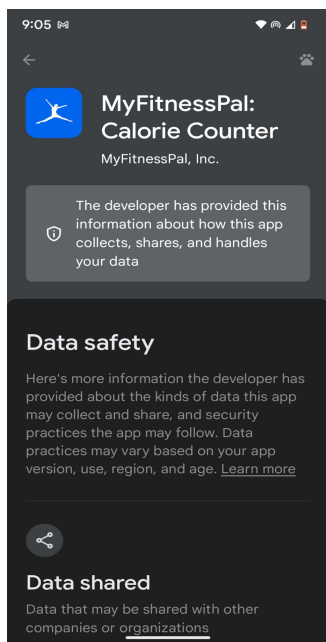 9:05
MyFitnessPal:
Calorie Counter
MyFitnessPal, Inc.
The developer has provided this
information about how this app
collects, shares, and handles
your data
Data safety
Here's more information the developer has
provided about the kinds of data this app
may collect and share, and security
practices the app may follow. Data
practices may vary based on your app
version, use, region, and age. Learn more
Data shared
Data that may be shared with other
companies or organizations